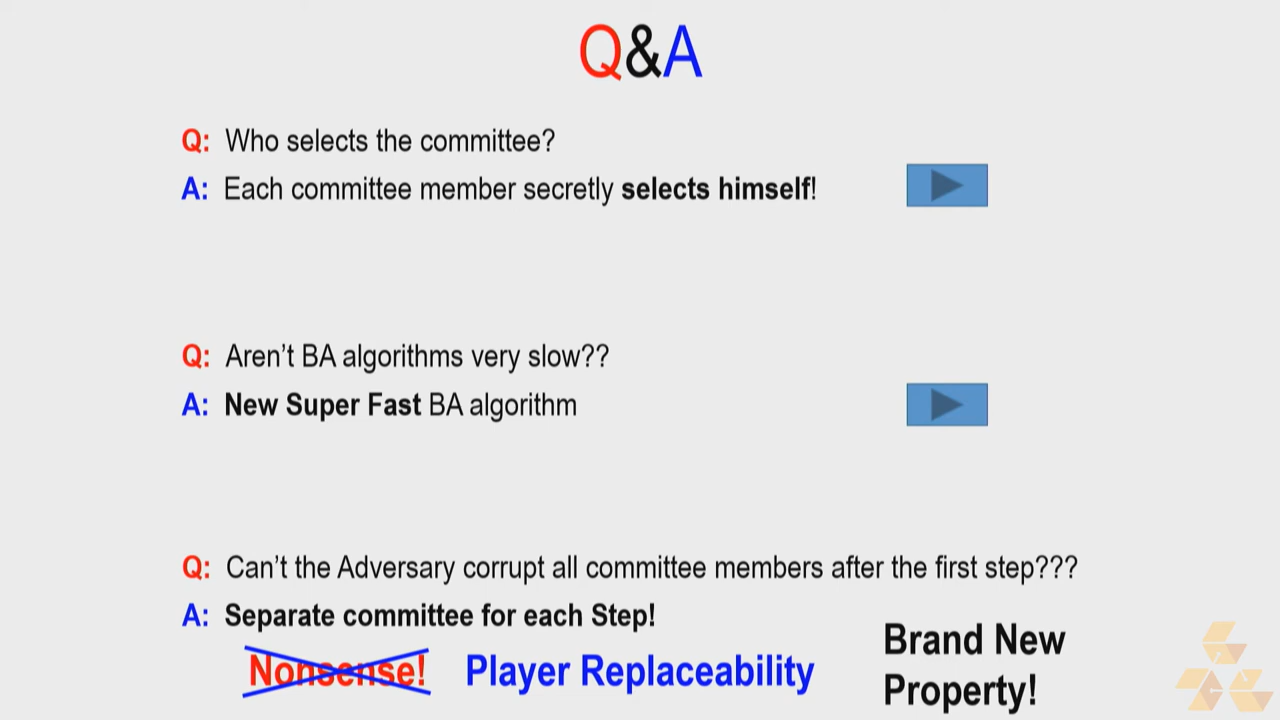 Q&A
Q: Who selects the committee?
A: Each committee member secretly selects himself!
Q: Aren't BA algorithms very slow??
A: New Super Fast BA algorithm
Q: Can't the Adversary corrupt all committee members after the first step???
A: Separate committee for each Step!
Nonsense! Player Replaceability
Brand New
Property!